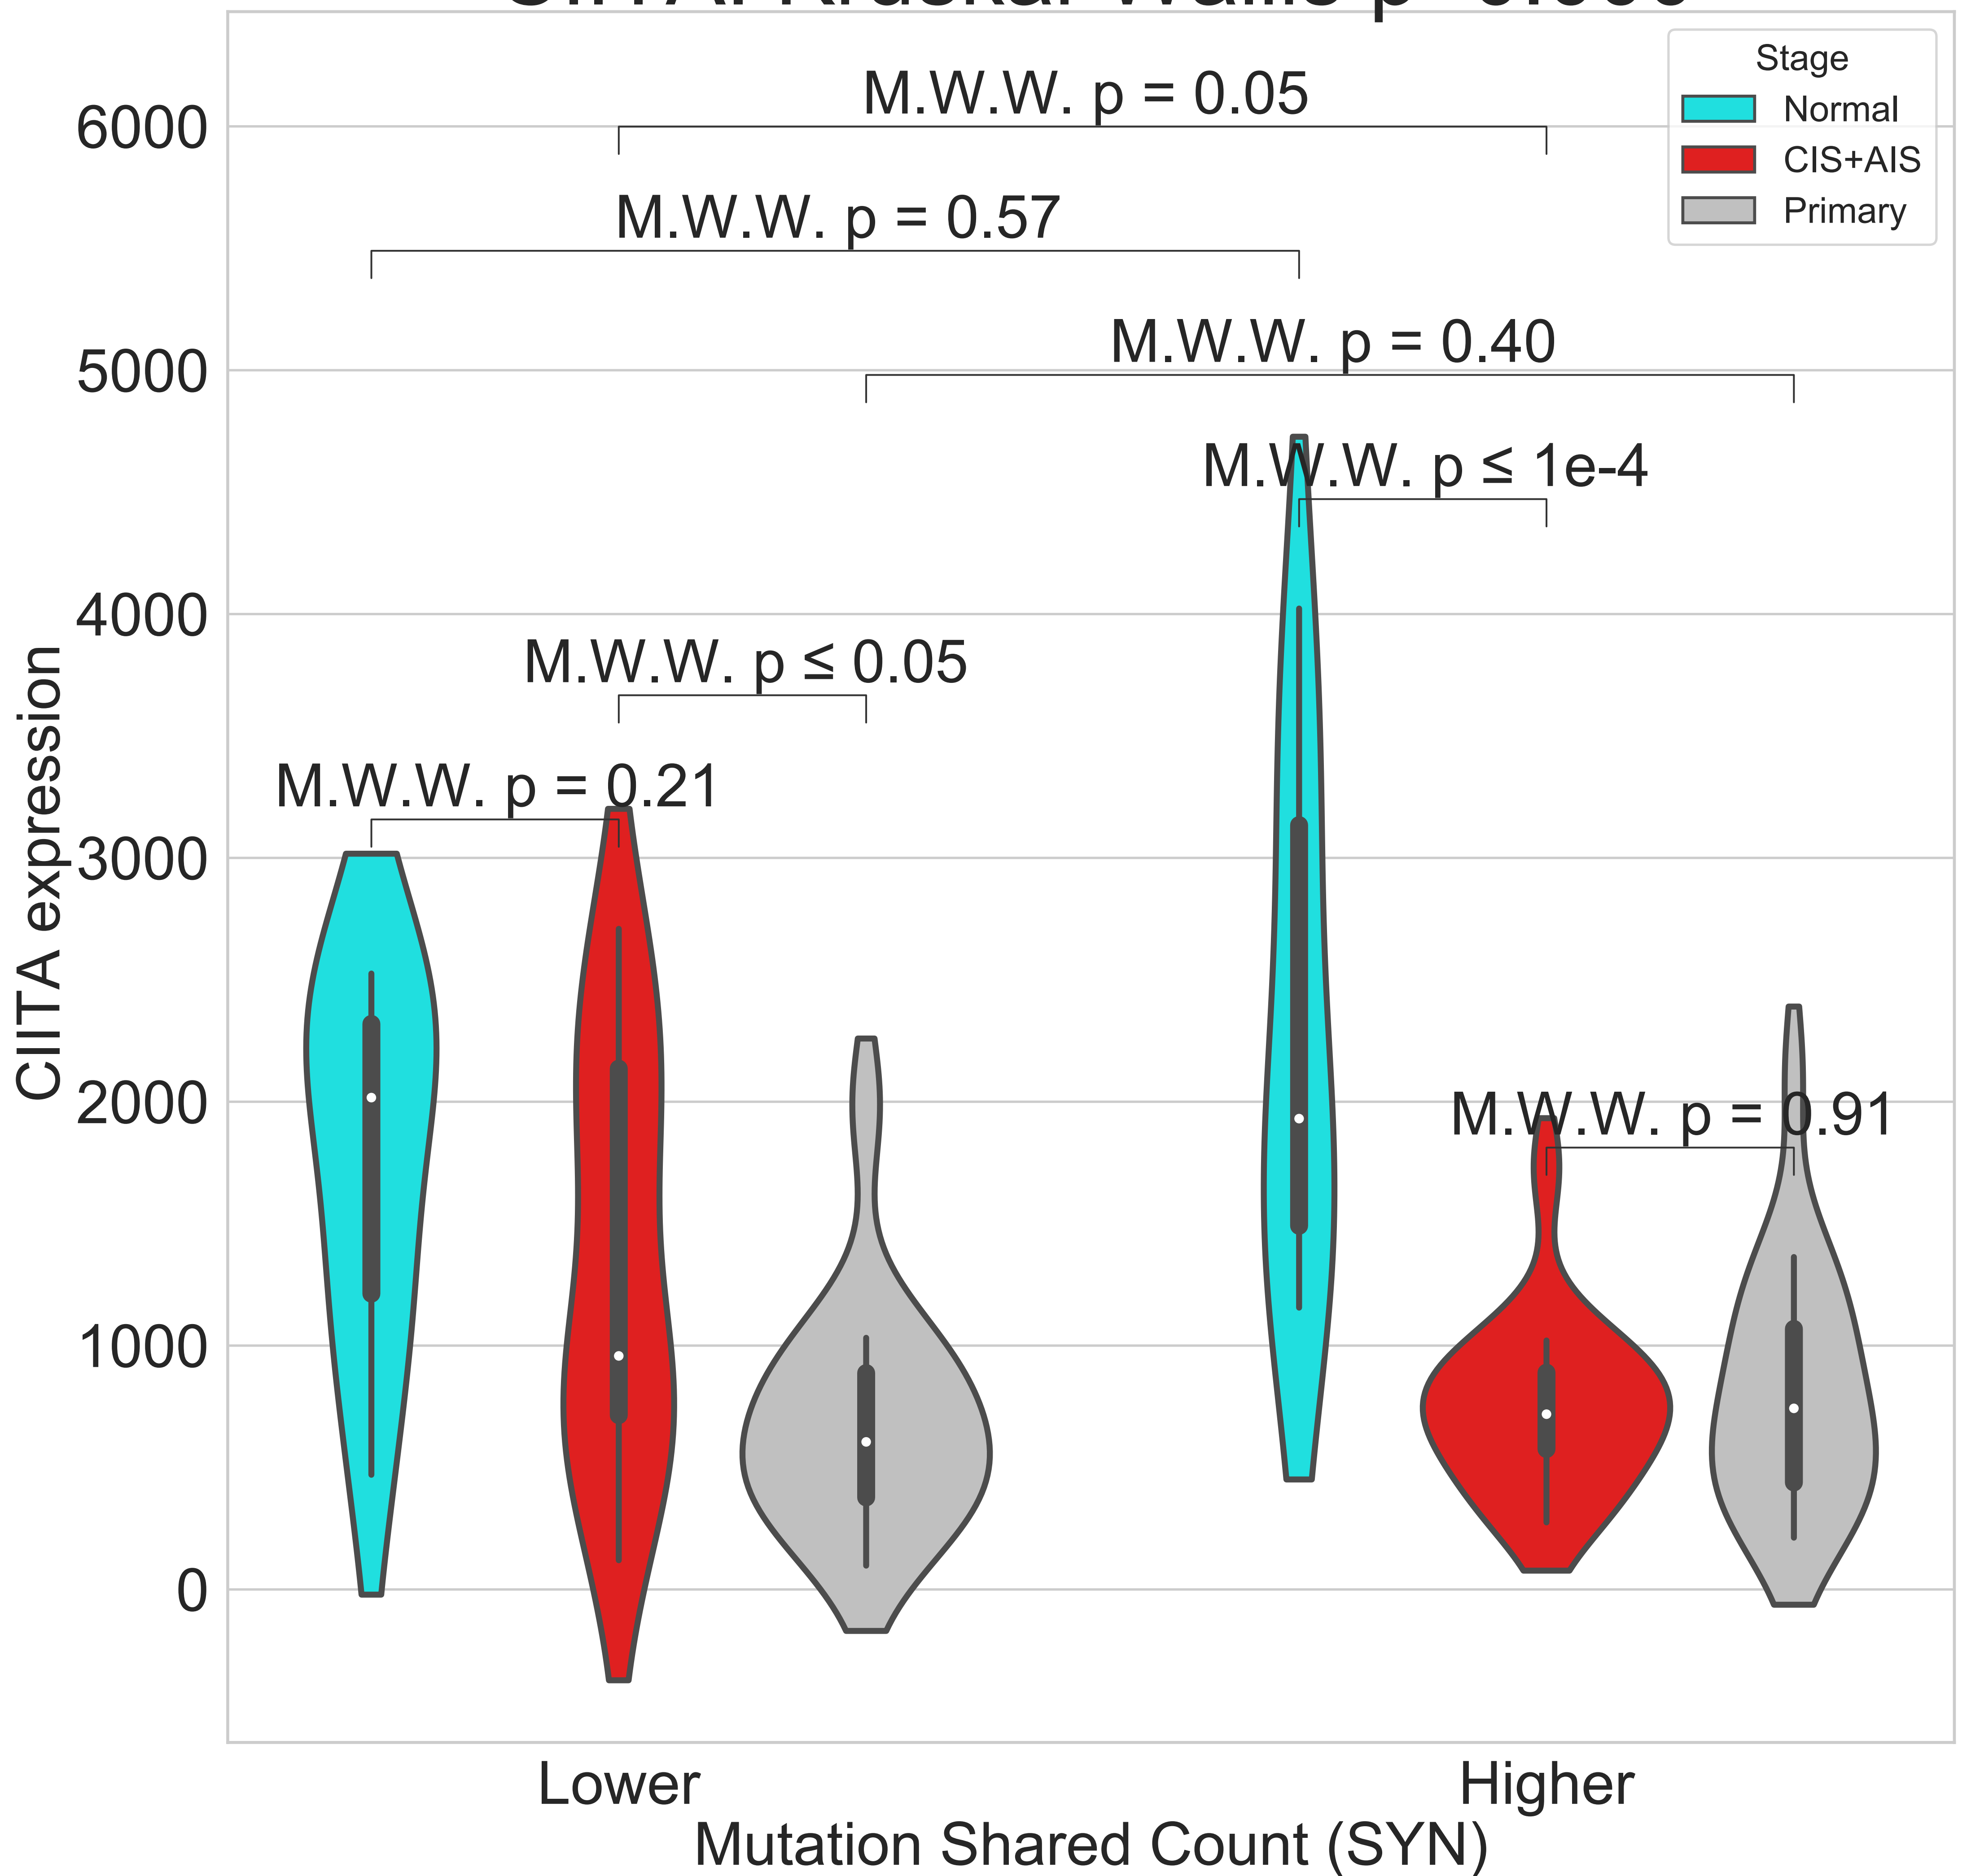 Stage
Normal
CIS+AIS
Primary
M.W.W. p = 0.05
M.W.W. p = 0.57
M.W.W. p = 0.40
M.W.W. p ≤ 1e-4
M.W.W. p ≤ 0.05
M.W.W. p = 0.21
M.W.W. p = 0.91
CIITA expression
6000
5000
4000
3000
2000
1000
0
Lower
Higher
Mutation Shared Count (SYN)